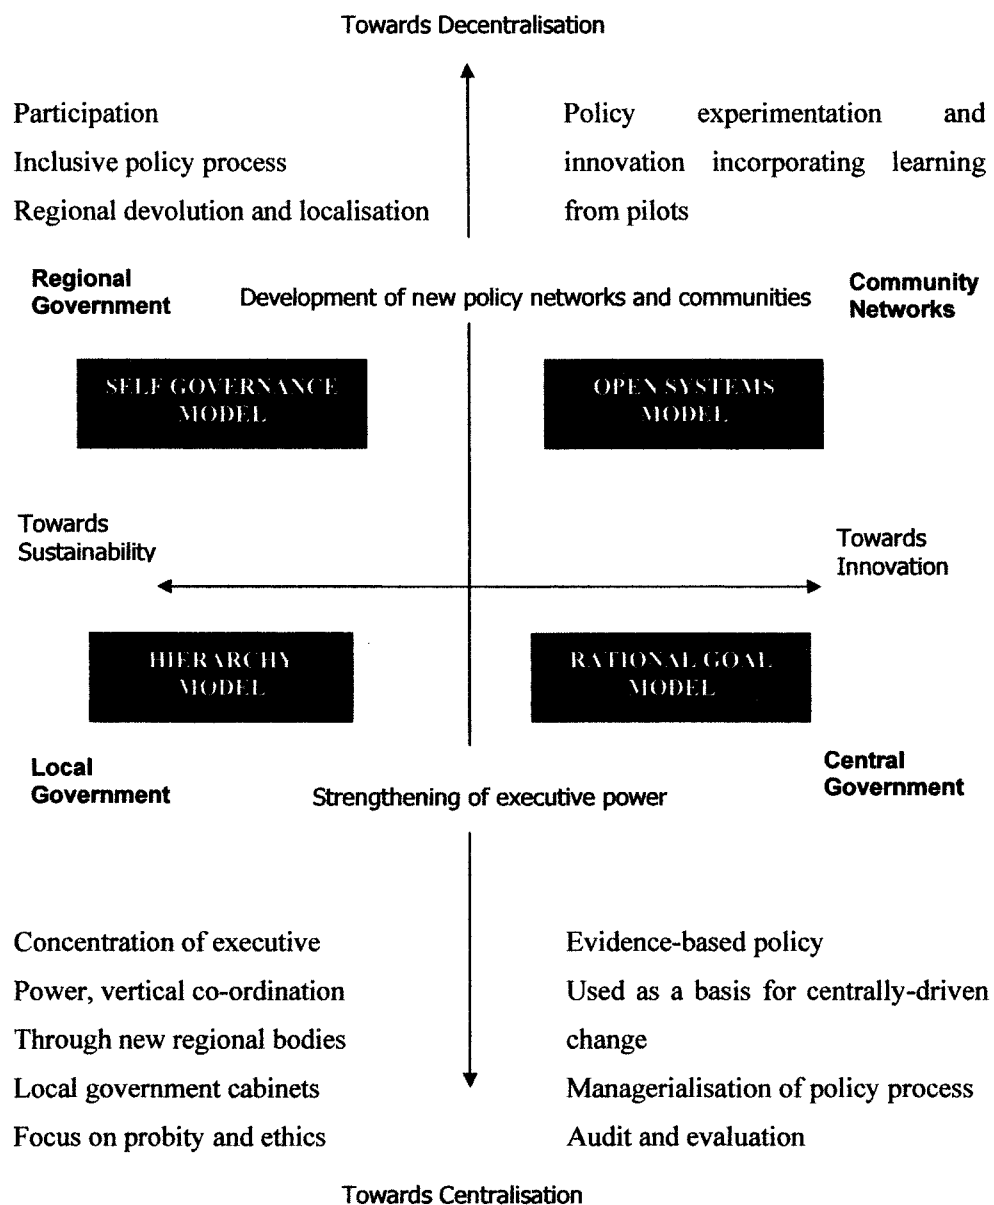 Towards Decentralisation
Participation
Inclusive policy process
Regional devolution and localisation
Policy experimentation and
innovation incorporating learning
from pilots
Regional
Government
Development of new policy networks and communities
Community
Networks
SELF GOVERNANCE
MODEL
OPEN SYSTEMS
MODEL
Towards
Sustainability
Towards
Innovation
HIERARCHY
MODEL
RATIONAL GOAL
MODEL
Local
Government
Strengthening of executive power
Central
Government
Concentration of executive
Power, vertical co-ordination
Through new regional bodies
Local government cabinets
Focus on probity and ethics
Evidence-based policy
Used as a basis for centrally-driven
change
Managerialisation of policy process
Audit and evaluation
Towards Centralisation